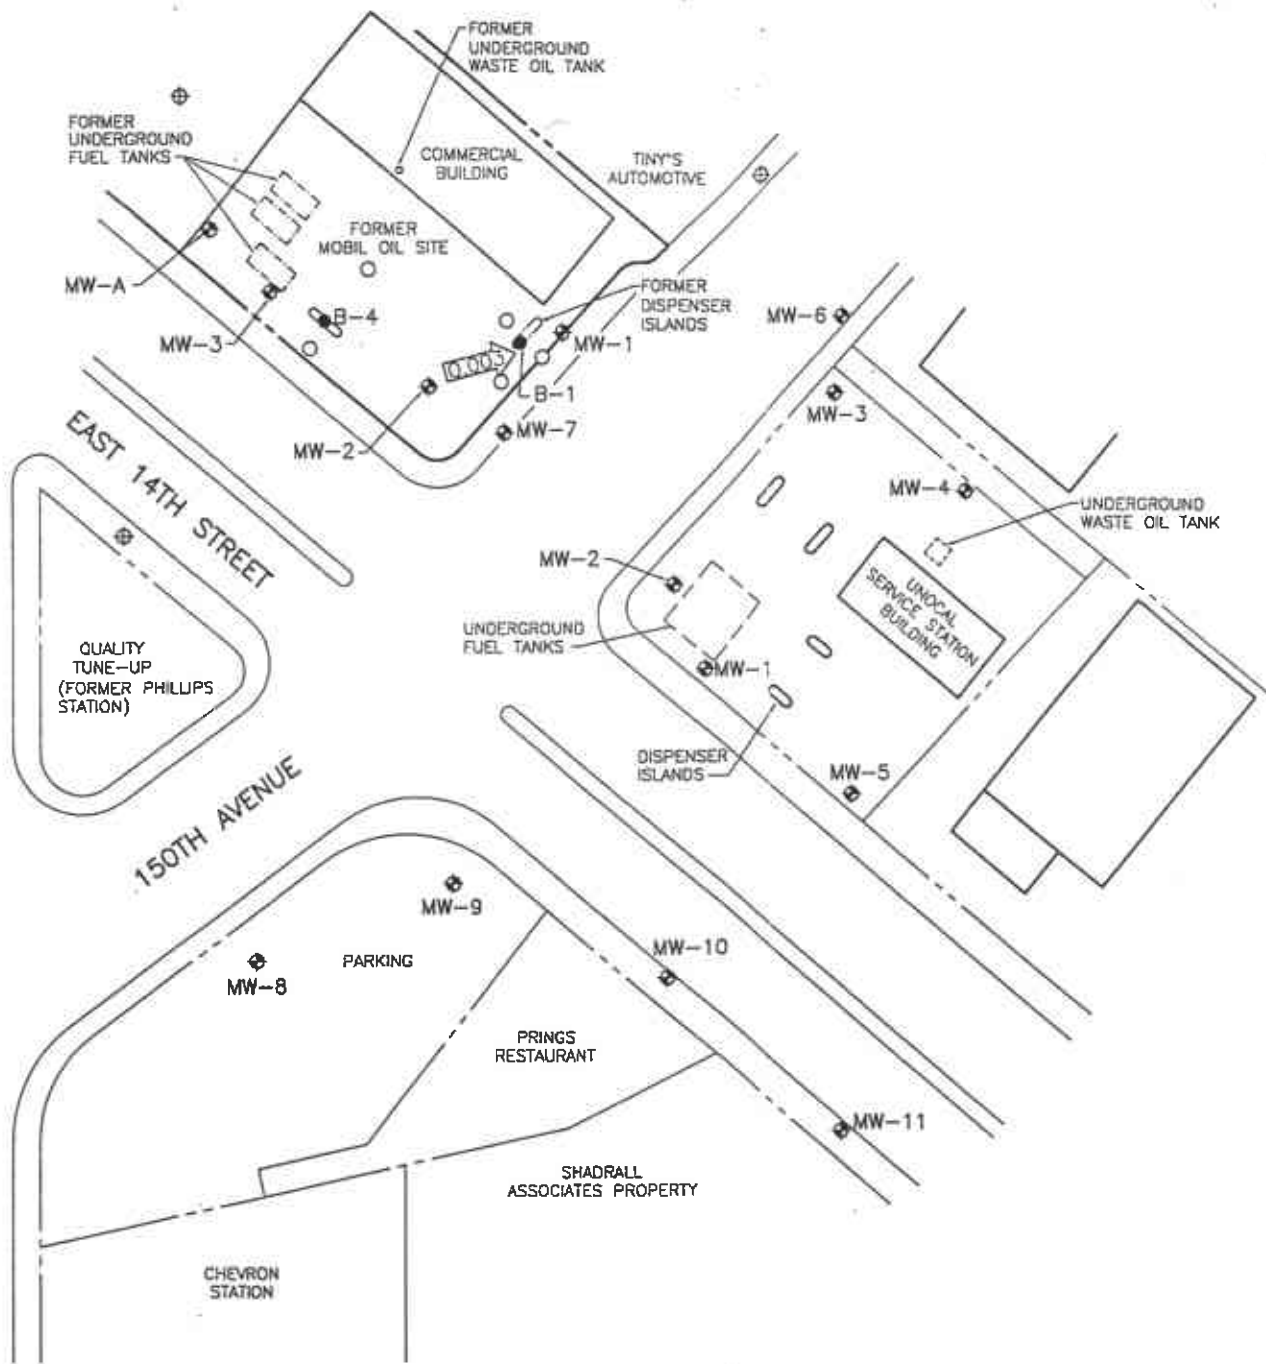 FORMER
UNDERGROUND
WASTE OIL TANK
FORMER
UNDERGROUND
FUEL TANKS
COMMERCIAL
BUILDING
TINY'S
AUTOMOTIVE
FORMER
MOBIL OIL SITE
MW-A
FORMER
DISPENSER
ISLANDS
MW-3
B-4
MW-1
0.003
B-1
MW-2
MW-7
MW-6
MW-3
MW-4
UNDERGROUND
WASTE OIL TANK
EAST 14TH STREET
MW-2
UNOCAL
SERVICE STATION
BUILDING
UNDERGROUND
FUEL TANKS
MW-1
QUALITY
TUNE-UP
(FORMER PHILLIPS
STATION)
DISPENSER
ISLANDS
MW-5
150TH AVENUE
MW-9
MW-8
PARKING
MW-10
PRINGS
RESTAURANT
MW-11
SHADRALL
ASSOCIATES PROPERTY
CHEVRON
STATION